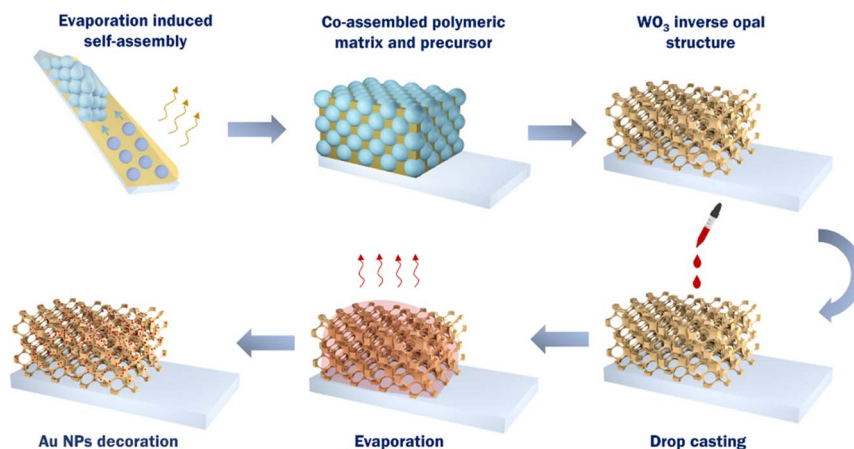 Evaporation induced
self-assembly
Co-assembled polymeric
matrix and precursor
WO₃ inverse opal
structure
Au NPs decoration
Evaporation
Drop casting